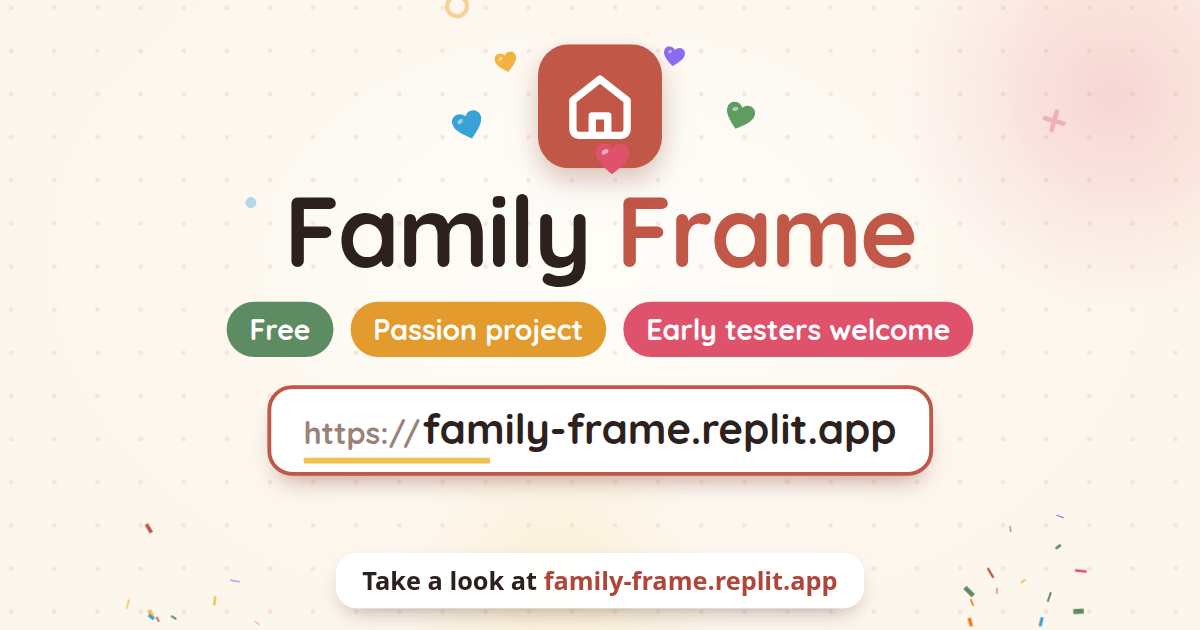 Family Frame
Free Passion project Early testers welcome
https://family-frame.replit.app
Take a look at family-frame.replit.app